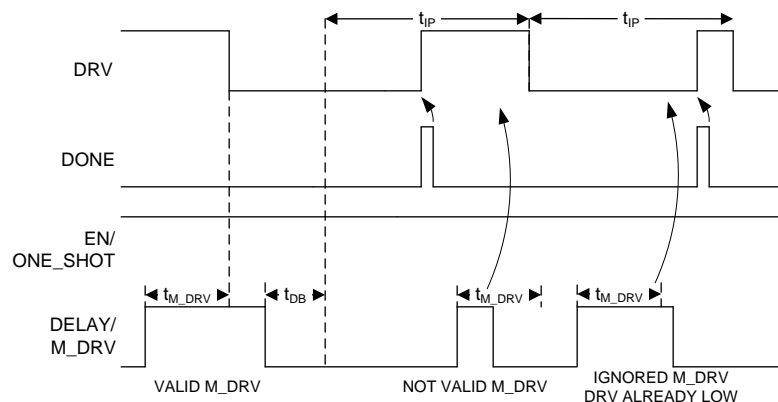 t_IP t_IP
DRV
DONE
EN/
ONE_SHOT
t_M_DRV t_DB t_M_DRV t_M_DRV
DELAY/
M_DRV
VALID M_DRV NOT VALID M_DRV IGNORED M_DRV
DRV ALREADY LOW